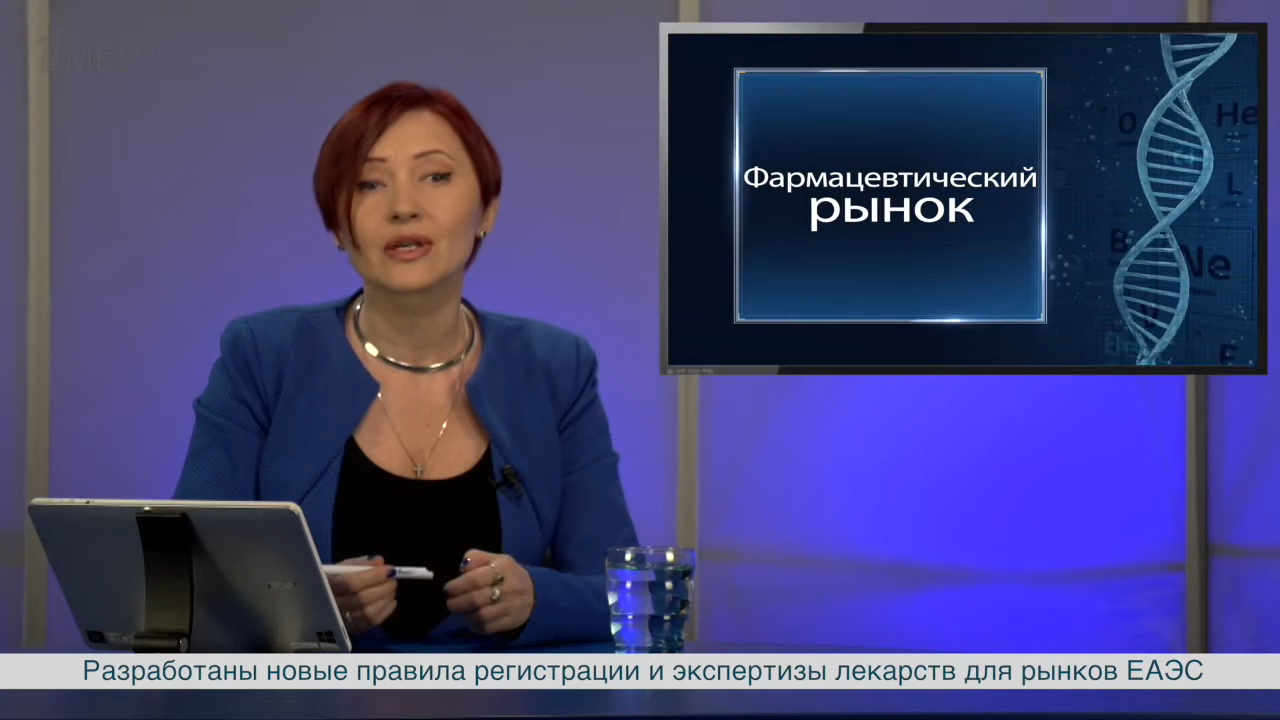 Фармацевтический
рынок
O
He
L
B
Ne
F
Разработаны новые правила регистрации и экспертизы лекарств для рынков ЕАЭС